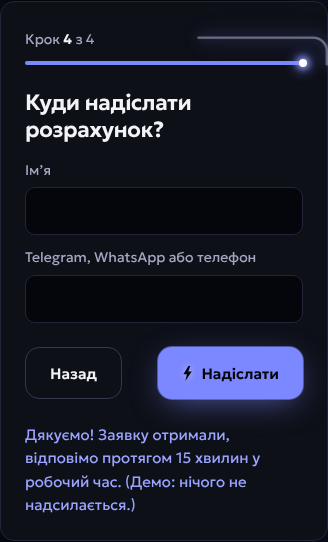 Крок 4 з 4
Куди надіслати
розрахунок?
Ім’я
Telegram, WhatsApp або телефон
Назад
Надіслати
Дякуємо! Заявку отримали,
відповімо протягом 15 хвилин у
робочий час. (Демо: нічого не
надсилається.)